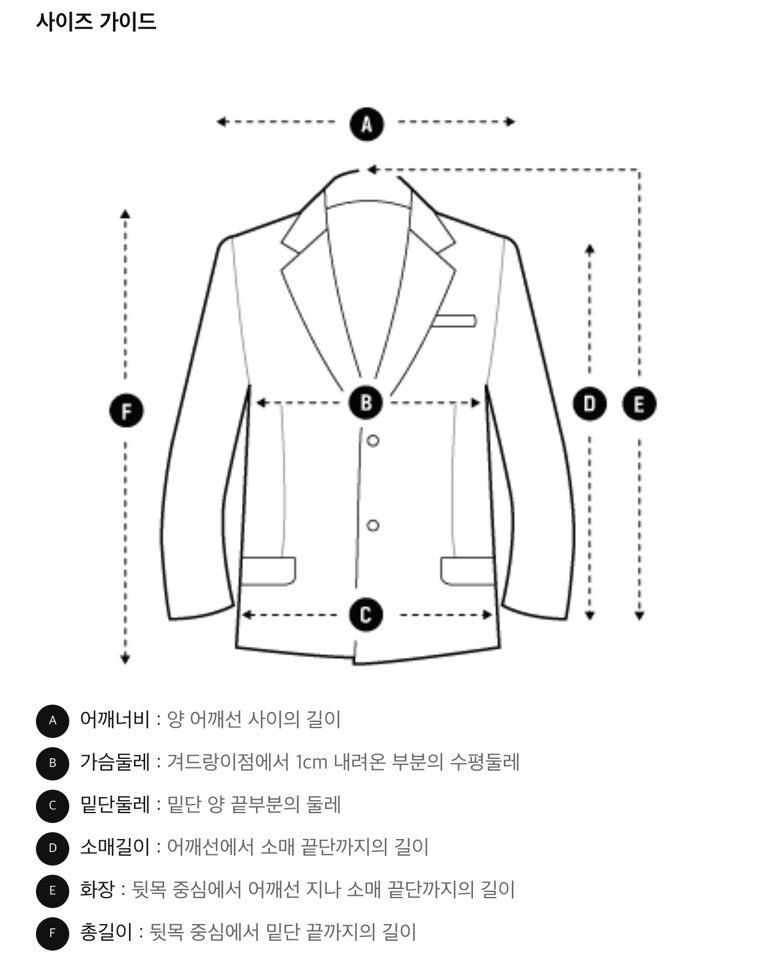 사이즈 가이드
A
B
F
D
E
C
A 어깨너비 : 양 어깨선 사이의 길이
B 가슴둘레 : 겨드랑이점에서 1cm 내려온 부분의 수평둘레
C 밑단둘레 : 밑단 양 끝부분의 둘레
D 소매길이 : 어깨선에서 소매 끝단까지의 길이
E 화장 : 뒷목 중심에서 어깨선 지나 소매 끝단까지의 길이
F 총길이 : 뒷목 중심에서 밑단 끝까지의 길이